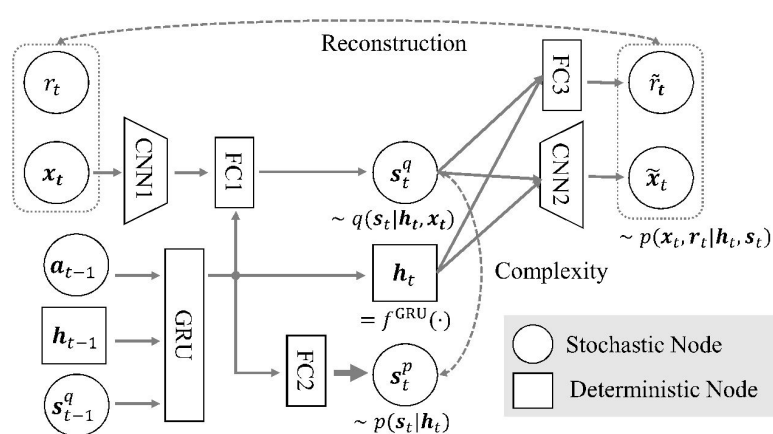 Reconstruction
r_t
CNN1
FC1
FC3
r̃_t
x_t
s_t^q
CNN2
x̃_t
~ q(s_t|h_t, x_t)
~ p(x_t, r_t|h_t, s_t)
a_{t-1}
GRU
h_t
Complexity
= f^{GRU}(·)
h_{t-1}
FC2
s_t^p
Stochastic Node
s_{t-1}^q
~ p(s_t|h_t)
Deterministic Node